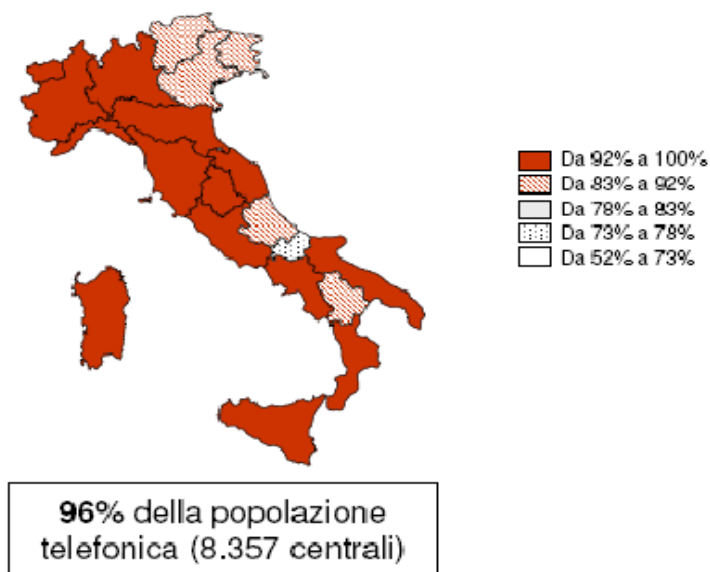 Da 92% a 100%
Da 83% a 92%
Da 78% a 83%
Da 73% a 78%
Da 52% a 73%
96% della popolazione
telefonica (8.357 centrali)